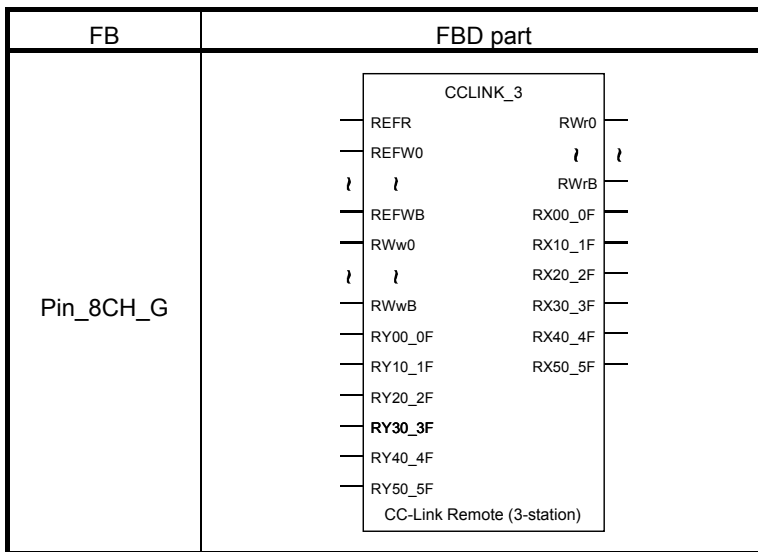 FB FBD part
Pin_8CH_G
CCLINK_3
REFR RWr0
REFW0 ≀ ≀
≀ ≀ RWrB
REFWB RX00_0F
RWw0 RX10_1F
≀ ≀ RX20_2F
RWwB RX30_3F
RY00_0F RX40_4F
RY10_1F RX50_5F
RY20_2F
RY30_3F
RY40_4F
RY50_5F
CC-Link Remote (3-station)